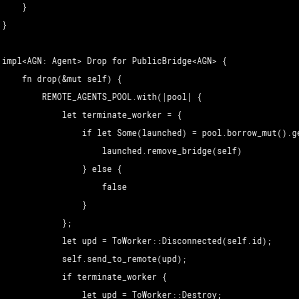 }
}
impl<AGN: Agent> Drop for PublicBridge<AGN> {
fn drop(&mut self) {
REMOTE_AGENTS_POOL.with(|pool| {
let terminate_worker = {
if let Some(launched) = pool.borrow_mut().ge
launched.remove_bridge(self)
} else {
false
}
};
let upd = ToWorker::Disconnected(self.id);
self.send_to_remote(upd);
if terminate_worker {
let upd = ToWorker::Destroy;